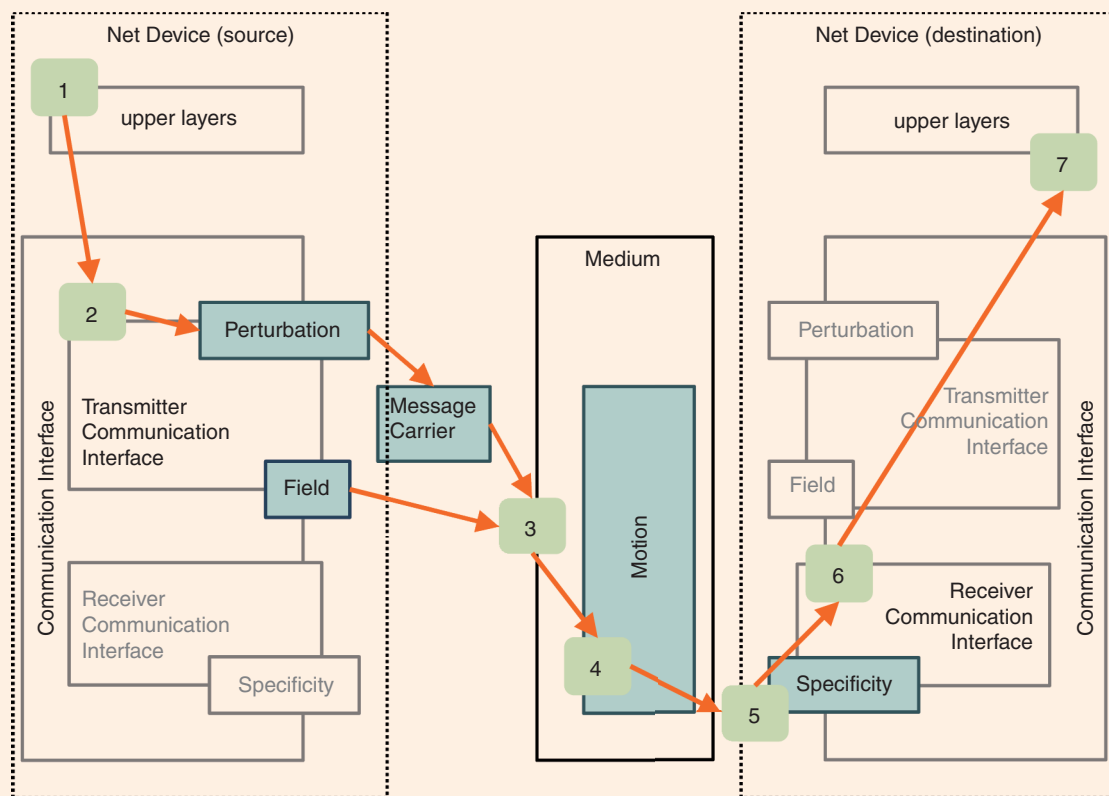 Net Device (source)
1
upper layers
2
Perturbation
Transmitter
Communication
Interface
Message
Carrier
Field
Communication Interface
Receiver
Communication
Interface
Specificity
Medium
3
Motion
4
Net Device (destination)
upper layers
7
Perturbation
Transmitter
Communication
Interface
Field
6
Receiver
Communication
Interface
Specificity
5
Communication Interface